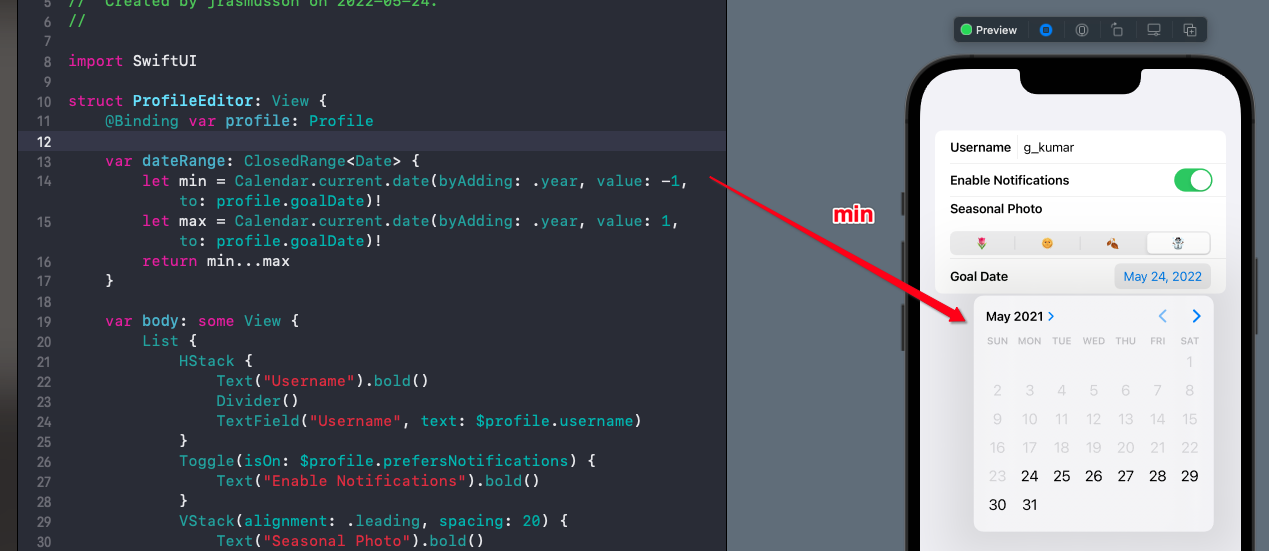 5 // Created by jrasmusson on 2022-05-24.
6 //
7
8 import SwiftUI
9
10 struct ProfileEditor: View {
11 @Binding var profile: Profile
12
13 var dateRange: ClosedRange<Date> {
14 let min = Calendar.current.date(byAdding: .year, value: -1,
to: profile.goalDate)!
15 let max = Calendar.current.date(byAdding: .year, value: 1,
to: profile.goalDate)!
16 return min...max
17 }
18
19 var body: some View {
20 List {
21 HStack {
22 Text("Username").bold()
23 Divider()
24 TextField("Username", text: $profile.username)
25 }
26 Toggle(isOn: $profile.prefersNotifications) {
27 Text("Enable Notifications").bold()
28 }
29 VStack(alignment: .leading, spacing: 20) {
30 Text("Seasonal Photo").bold()
min
Preview
Username g_kumar
Enable Notifications
Seasonal Photo
🌷 🌞 🍂 ☃️
Goal Date May 24, 2022
May 2021 >
< >
SUN MON TUE WED THU FRI SAT
1
2 3 4 5 6 7 8
9 10 11 12 13 14 15
16 17 18 19 20 21 22
23 24 25 26 27 28 29
30 31